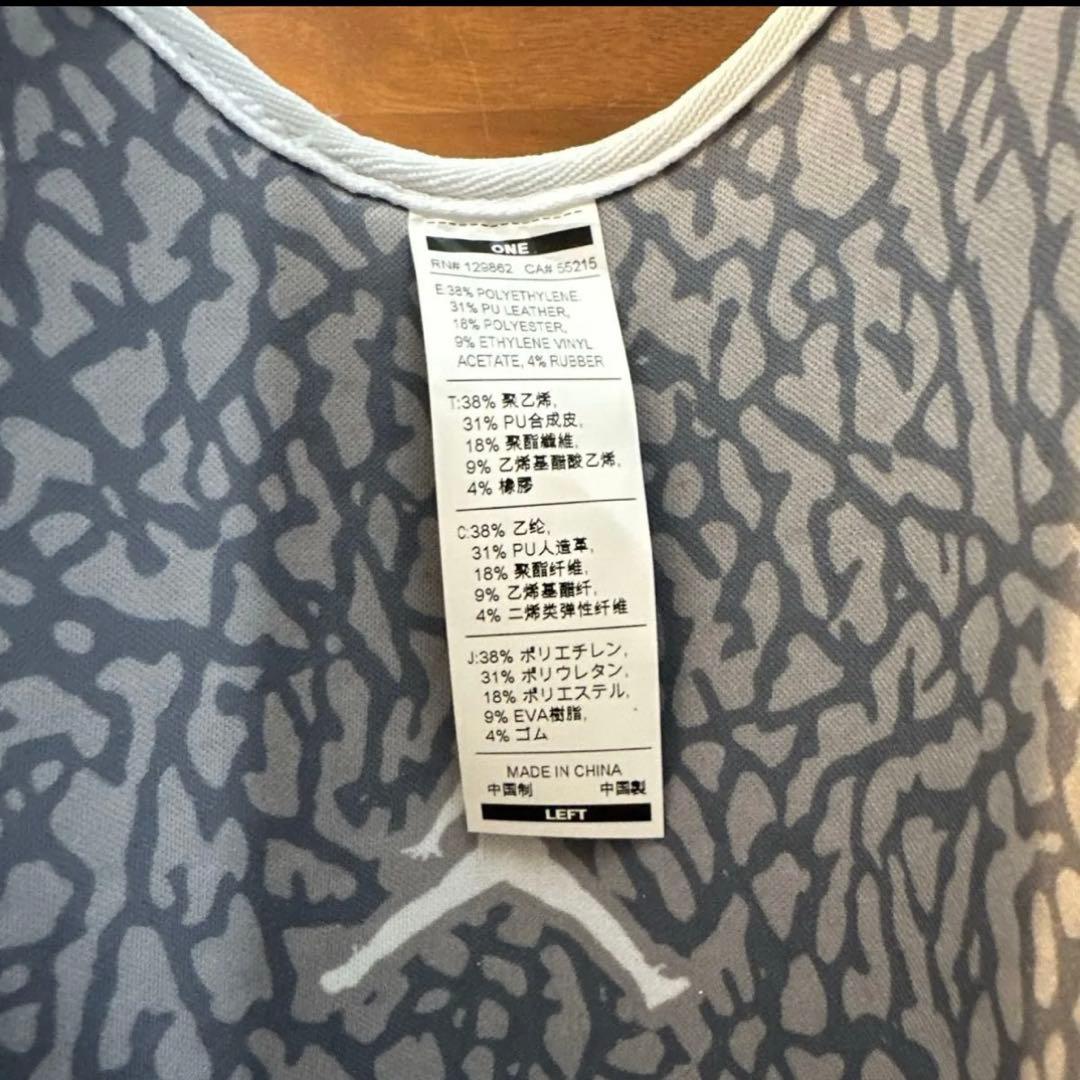 ONE
RN# 129862 CA# 55215
E:38% POLYETHYLENE.
31% PU LEATHER,
18% POLYESTER,
9% ETHYLENE VINYL
ACETATE, 4% RUBBER
T:38% 聚乙烯,
31% PU合成皮,
18% 聚酯纖維,
9% 乙烯基醋酸乙烯,
4% 橡膠
C:38% 乙纶,
31% PU人造革,
18% 聚酯纤维,
9% 乙烯基醋纤,
4% 二烯类弹性纤维
J:38% ポリエチレン,
31% ポリウレタン,
18% ポリエステル,
9% EVA樹脂,
4% ゴム
MADE IN CHINA
中国制 中国製
LEFT